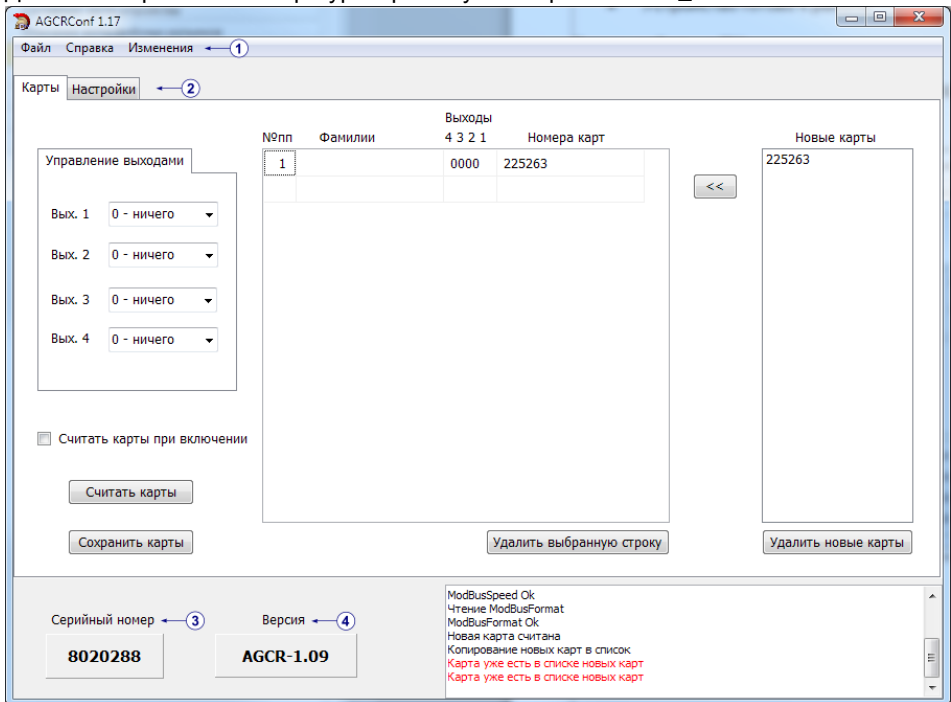 AGCRConf 1.17
Файл Справка Изменения 1
Карты Настройки 2
Выходы
№пп Фамилии 4 3 2 1 Номера карт Новые карты
Управление выходами
1 0000 225263
225263
<<
Вых. 1 0 - ничего
Вых. 2 0 - ничего
Вых. 3 0 - ничего
Вых. 4 0 - ничего
Считать карты при включении
Считать карты
Сохранить карты
Удалить выбранную строку
Удалить новые карты
Серийный номер 3
8020288
Версия 4
AGCR-1.09
ModBusSpeed Ok
Чтение ModBusFormat
ModBusFormat Ok
Новая карта считана
Копирование новых карт в список
Карта уже есть в списке новых карт
Карта уже есть в списке новых карт